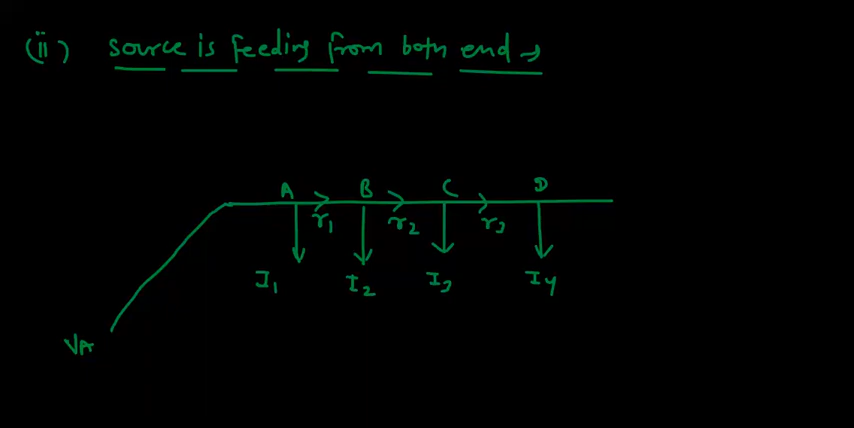 (ii) source is feeding from both end →
A B C D
r1 r2 r3
I1 I2 I3 I4
VA